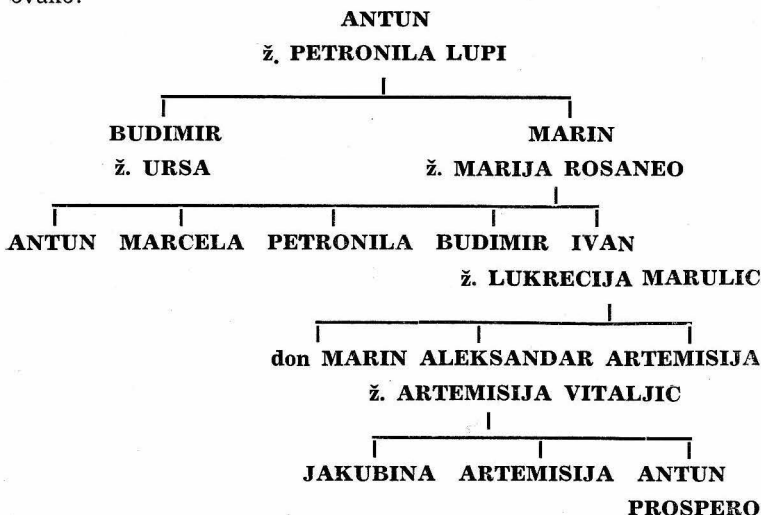 ovako:
ANTUN
ž. PETRONILA LUPI
BUDIMIR MARIN
ž. URSA ž. MARIJA ROSANEO
ANTUN MARCELA PETRONILA BUDIMIR IVAN
ž. LUKRECIJA MARULIC
don MARIN ALEKSANDAR ARTEMISIJA
ž. ARTEMISIJA VITALJIC
JAKUBINA ARTEMISIJA ANTUN
PROSPERO